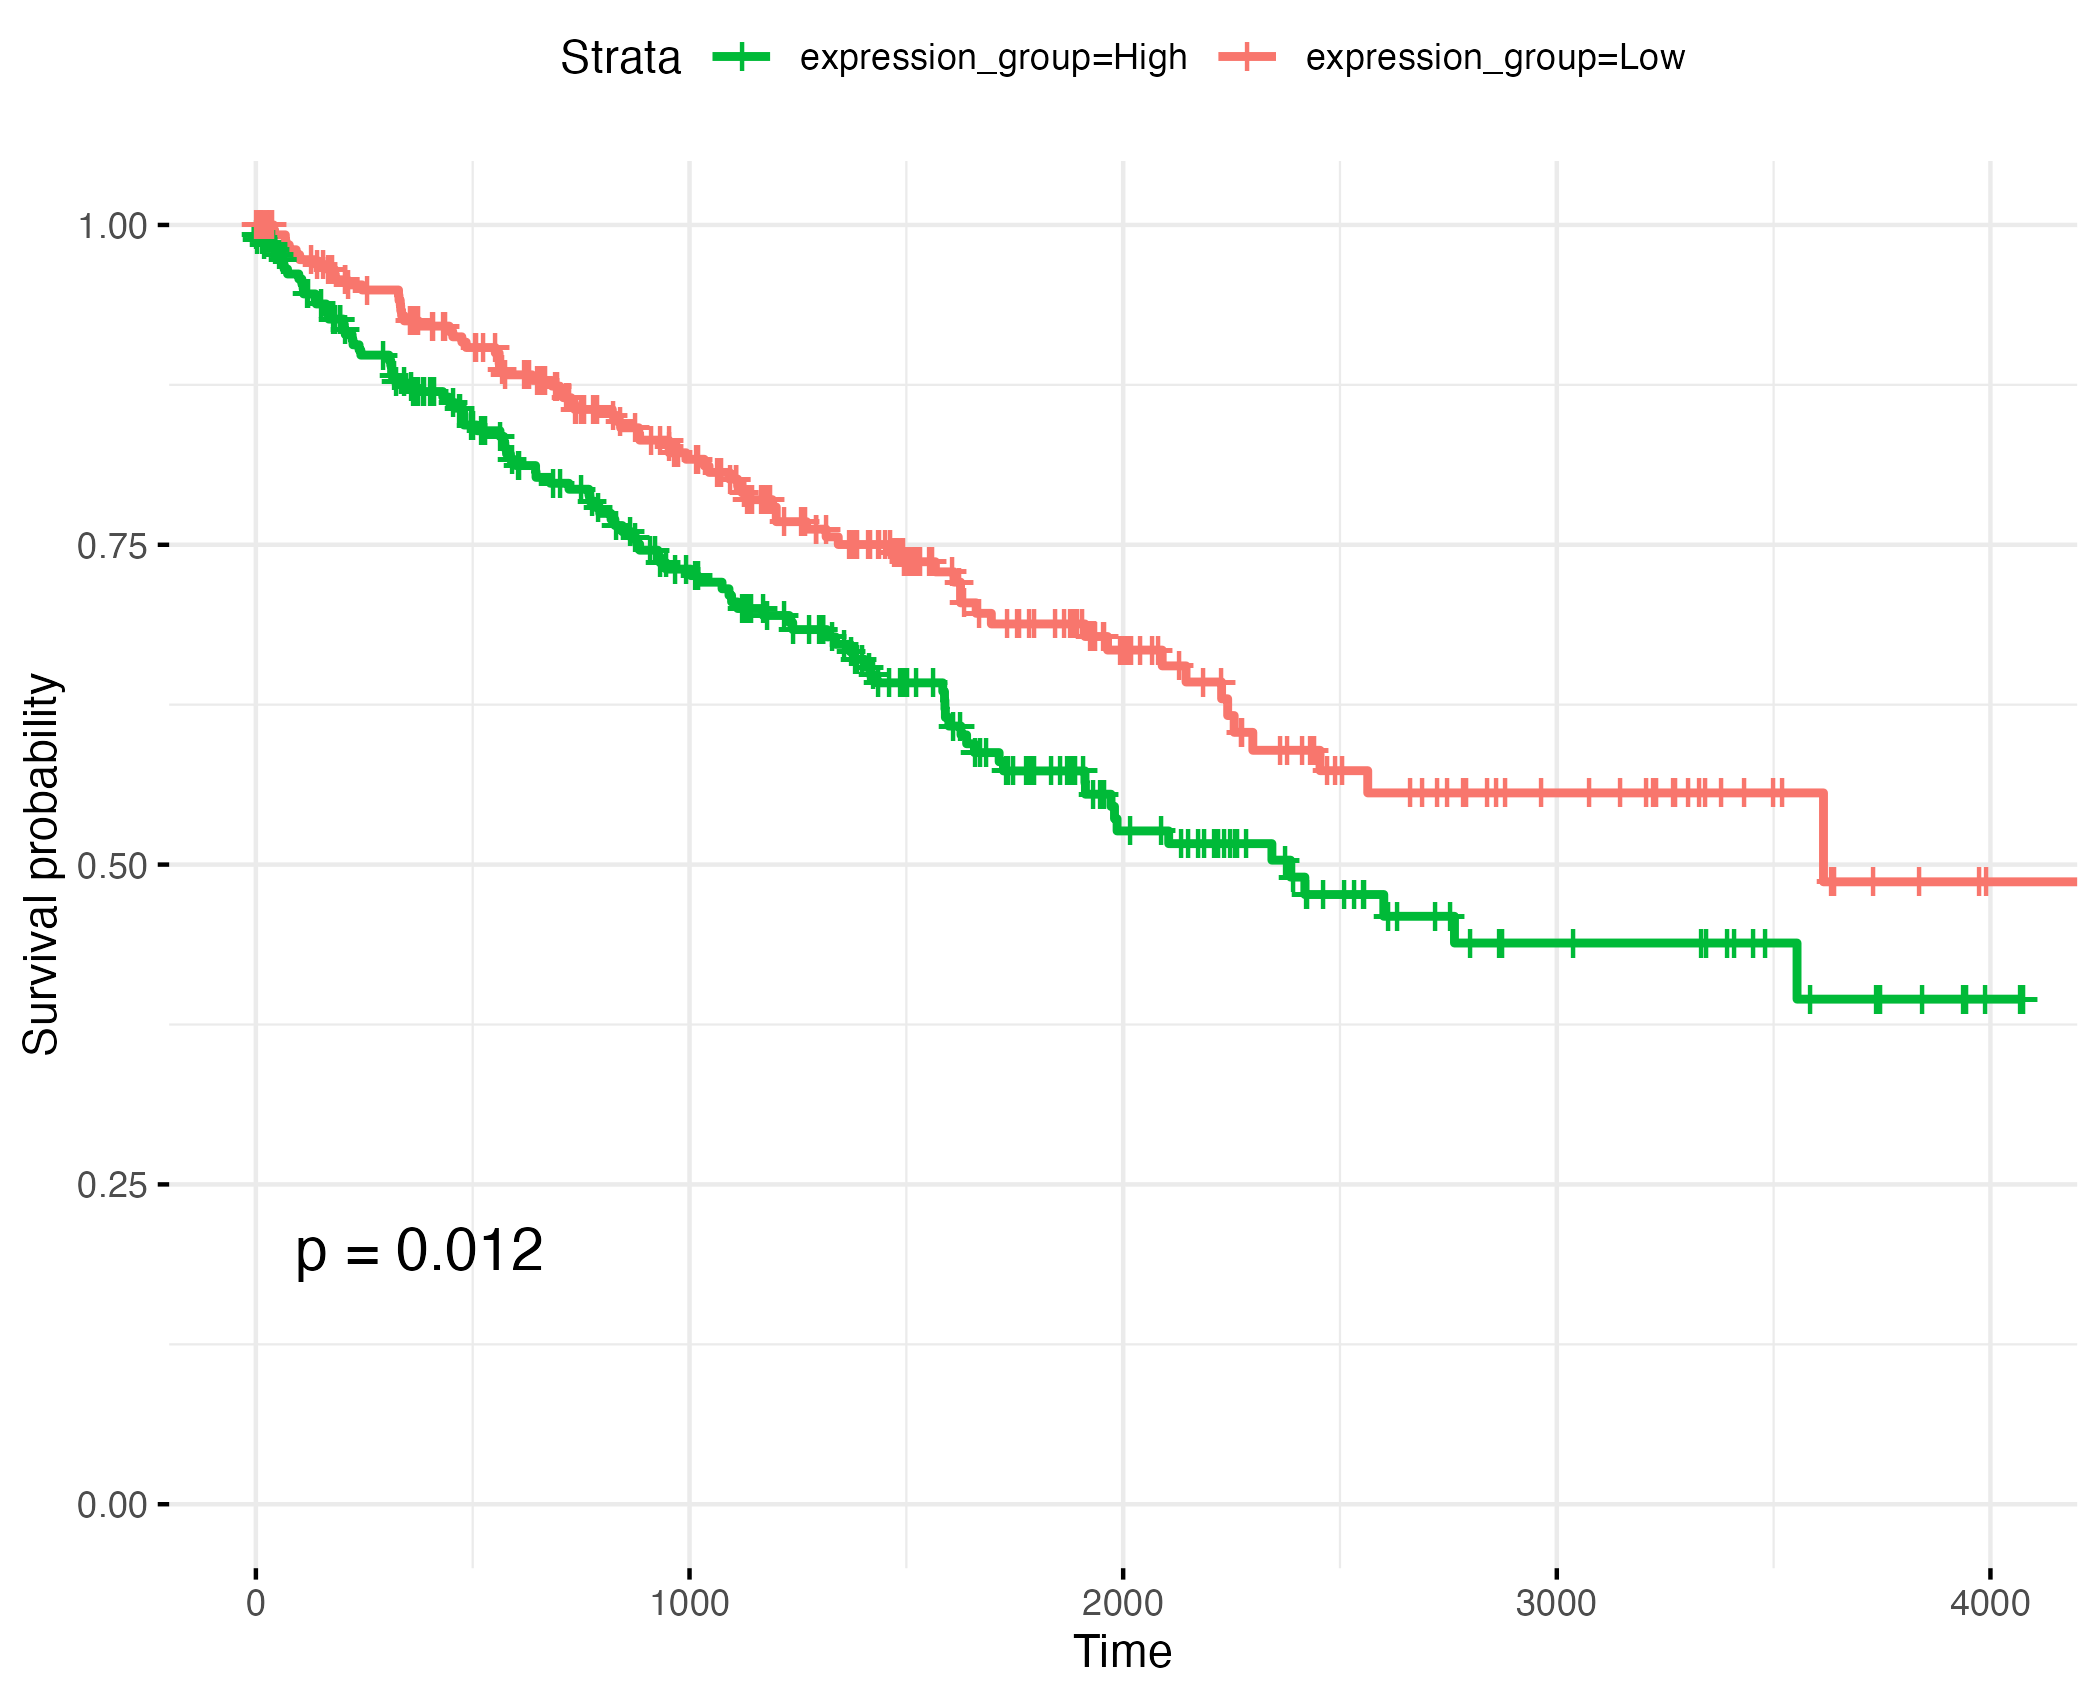 Strata expression_group=High expression_group=Low
1.00
0.75
0.50
0.25
0.00
Survival probability
p = 0.012
0 1000 2000 3000 4000
Time